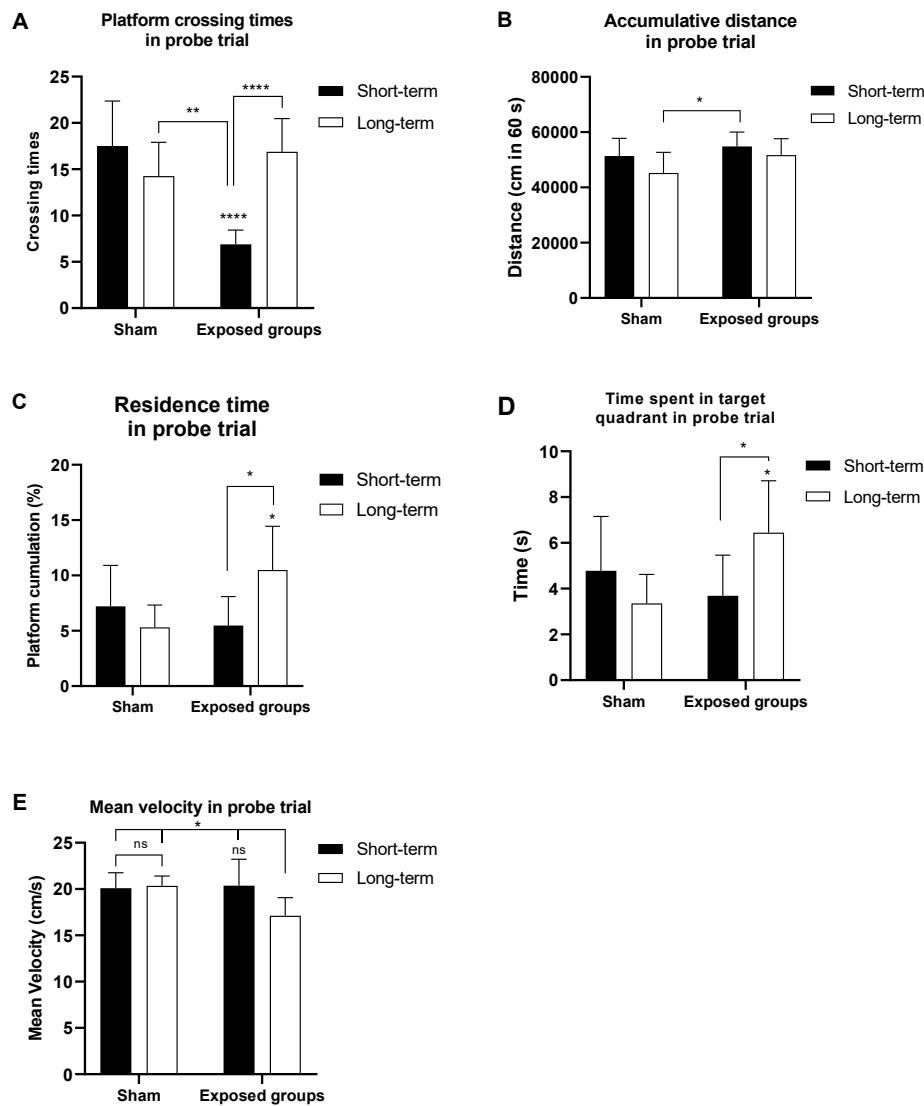 A
Platform crossing times
in probe trial
Crossing times
25
20
15
10
5
0
**
****
****
Sham
Exposed groups
Short-term
Long-term
B
Accumulative distance
in probe trial
Distance (cm in 60 s)
80000
60000
40000
20000
0
*
Sham
Exposed groups
Short-term
Long-term
C
Residence time
in probe trial
Platform cumulation (%)
20
15
10
5
0
*
*
Sham
Exposed groups
Short-term
Long-term
D
Time spent in target
quadrant in probe trial
Time (s)
10
8
6
4
2
0
*
*
Sham
Exposed groups
Short-term
Long-term
E
Mean velocity in probe trial
Mean Velocity (cm/s)
25
20
15
10
5
0
*
ns
ns
Sham
Exposed groups
Short-term
Long-term